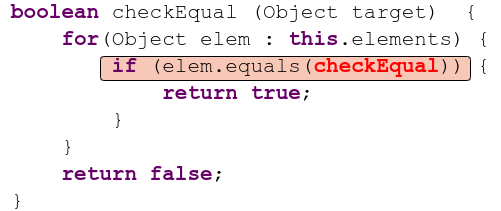 boolean checkEqual (Object target) {
    for(Object elem : this.elements) {
        if (elem.equals(checkEqual)) {
            return true;
        }
    }
    return false;
}